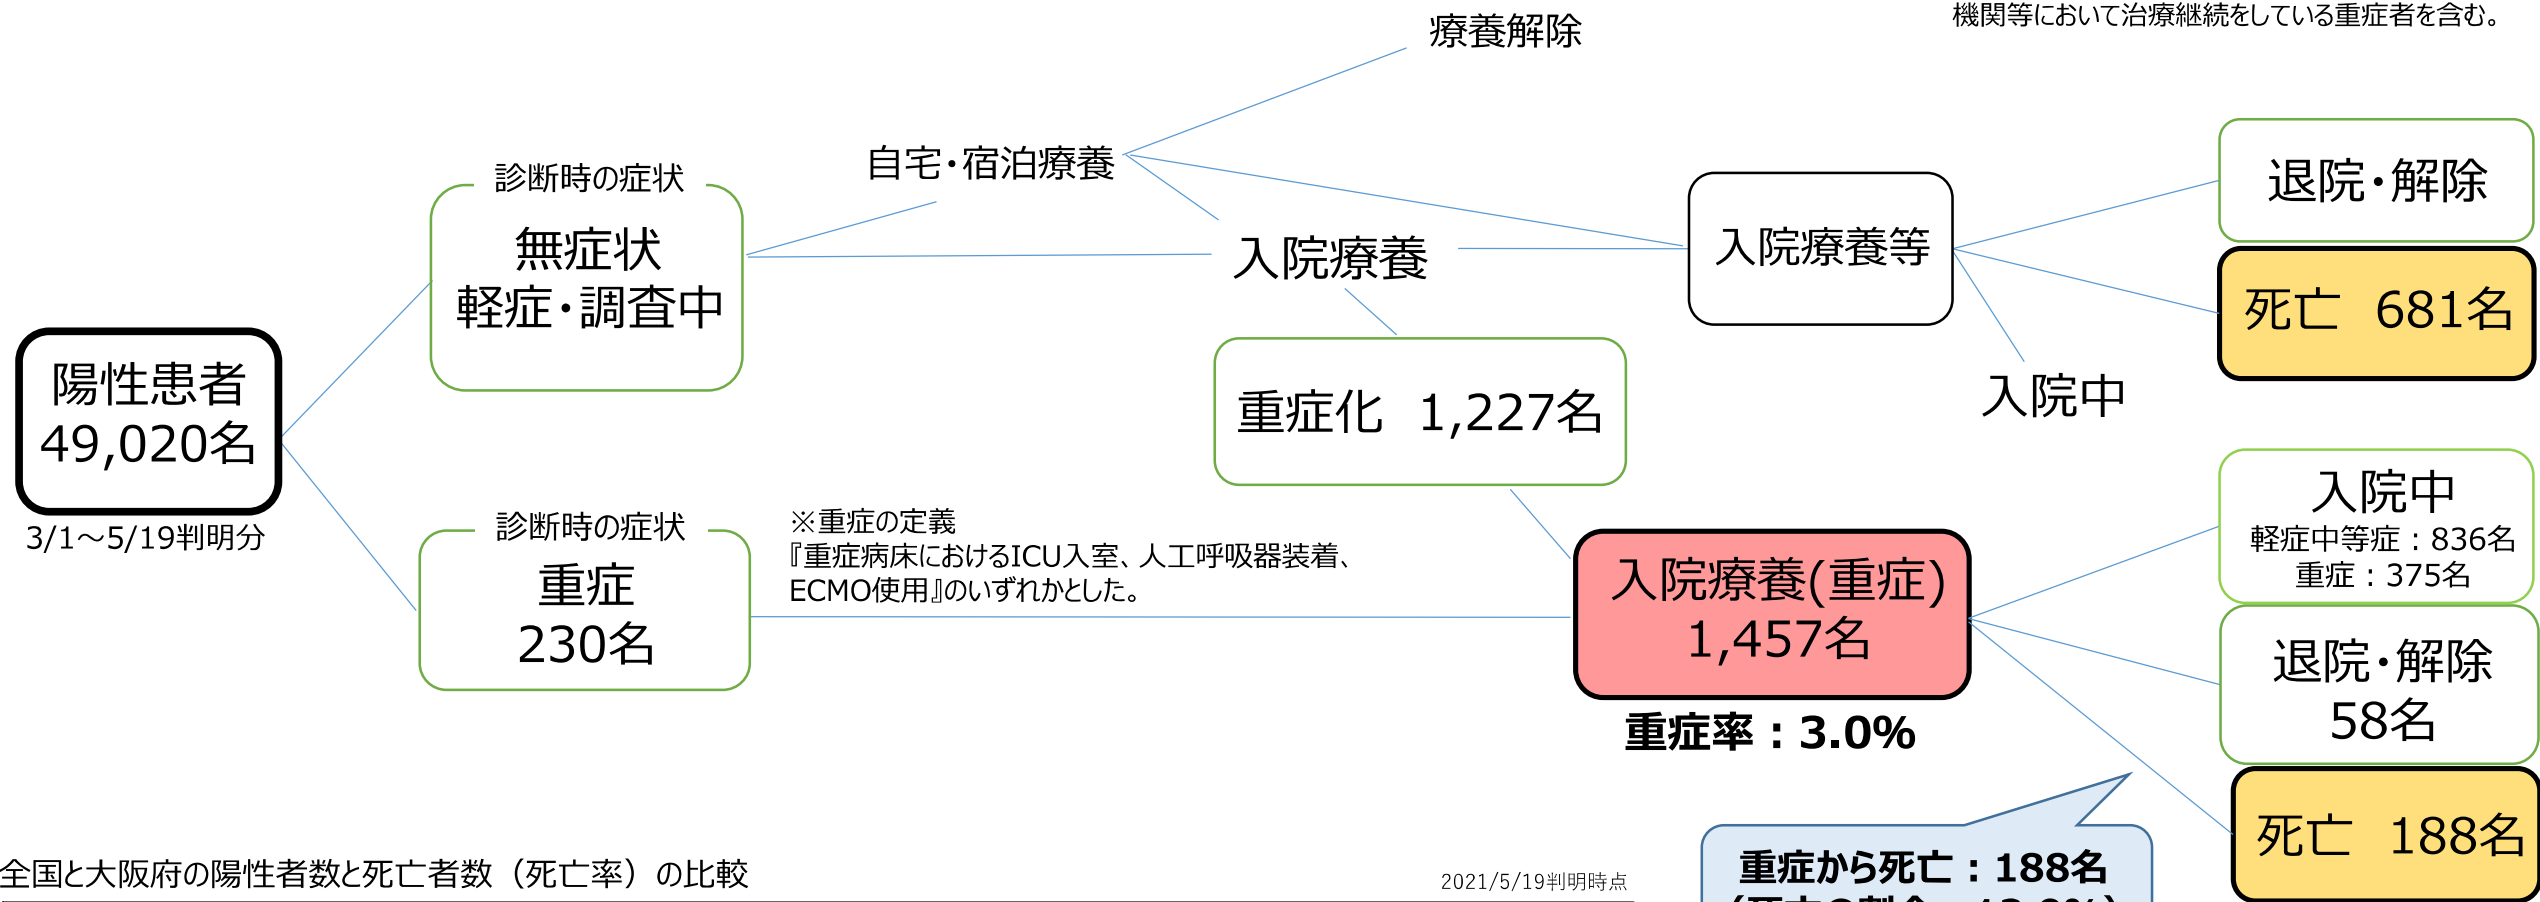 機関等において治療継続をしている重症者を含む。
療養解除
自宅・宿泊療養
診断時の症状
無症状
軽症・調査中
入院療養
入院療養等
退院・解除
死亡 681名
入院中
陽性患者
49,020名
3/1～5/19判明分
重症化 1,227名
診断時の症状
重症
230名
※重症の定義
『重症病床におけるICU入室、人工呼吸器装着、
ECMO使用』のいずれかとした。
入院療養(重症)
1,457名
重症率：3.0%
入院中
軽症中等症：836名
重症：375名
退院・解除
58名
死亡 188名
重症から死亡：188名
全国と大阪府の陽性者数と死亡者数（死亡率）の比較
2021/5/19判明時点